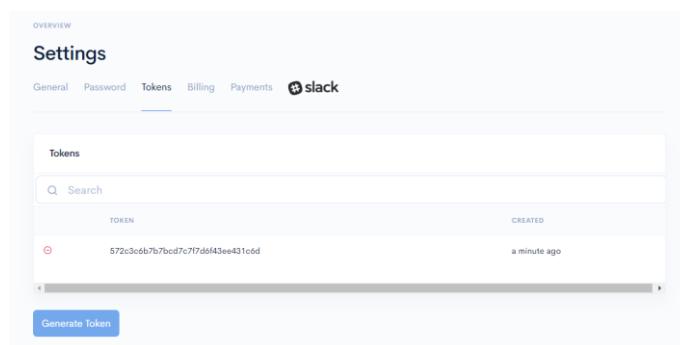 OVERVIEW
Settings
General Password Tokens Billing Payments slack
Tokens
Search
TOKEN CREATED
572c3c6b7b7bcd7c7f7d6f43ee431c6d a minute ago
Generate Token